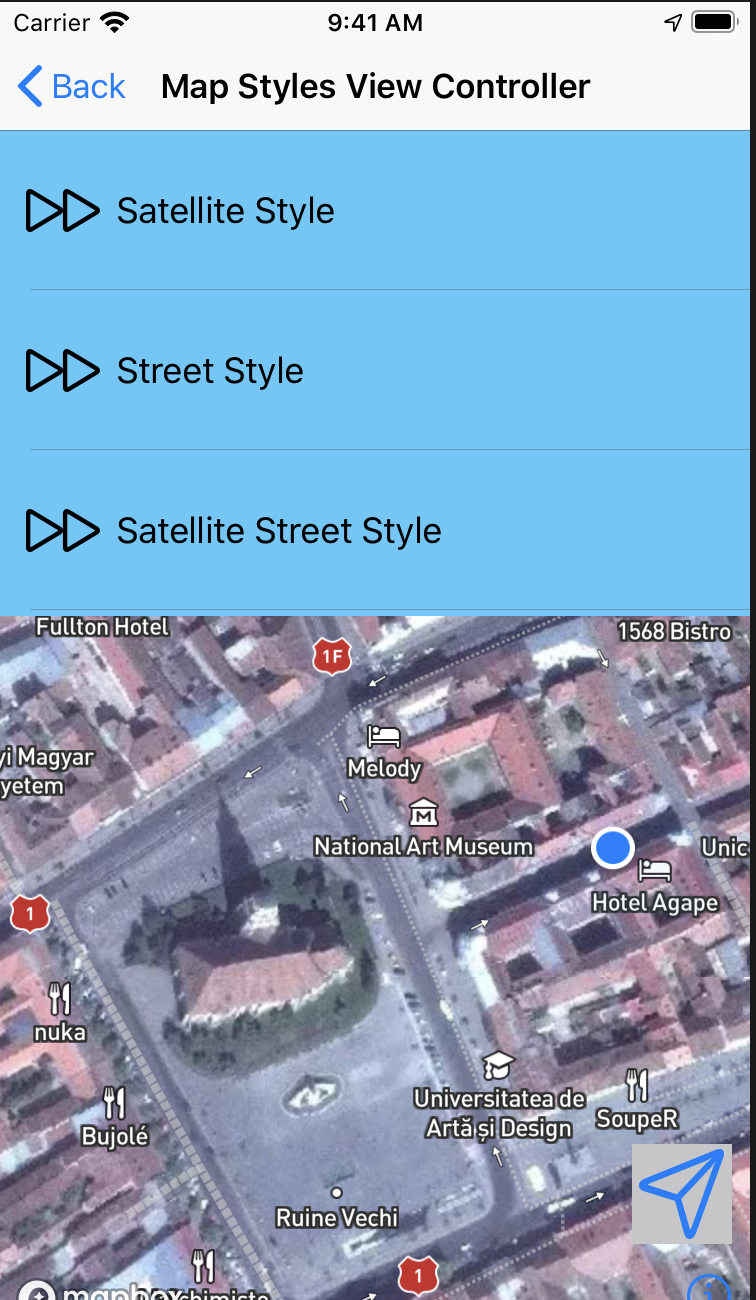 Carrier
9:41 AM
Back
Map Styles View Controller
Satellite Style
Street Style
Satellite Street Style
Fullton Hotel
1568 Bistro
1F
yi Magyar
yetem
Melody
National Art Museum
Unic
Hotel Agape
1
nuka
Universitatea de
Artă și Design
SoupeR
Bujolé
Ruine Vechi
1
mapbox